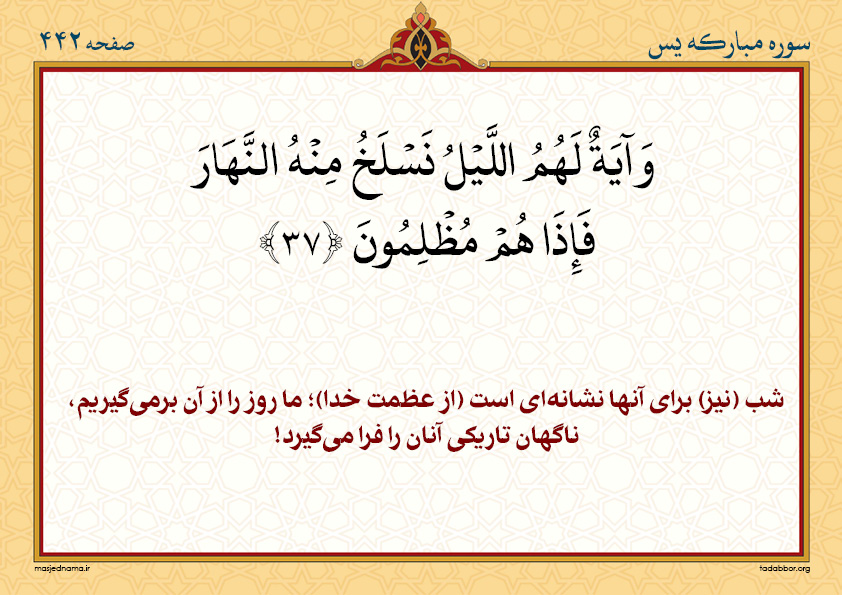 سوره مبارکه یس
صفحه ۴۴۲
وَآيَةٌ لَهُمُ اللَّيْلُ نَسْلَخُ مِنْهُ النَّهَارَ
فَإِذَا هُمْ مُظْلِمُونَ ﴿۳۷﴾
شب (نیز) برای آنها نشانه‌ای است (از عظمت خدا)؛ ما روز را از آن برمی‌گیریم،
ناگهان تاریکی آنان را فرا می‌گیرد!
masjednama.ir
tadabbor.org